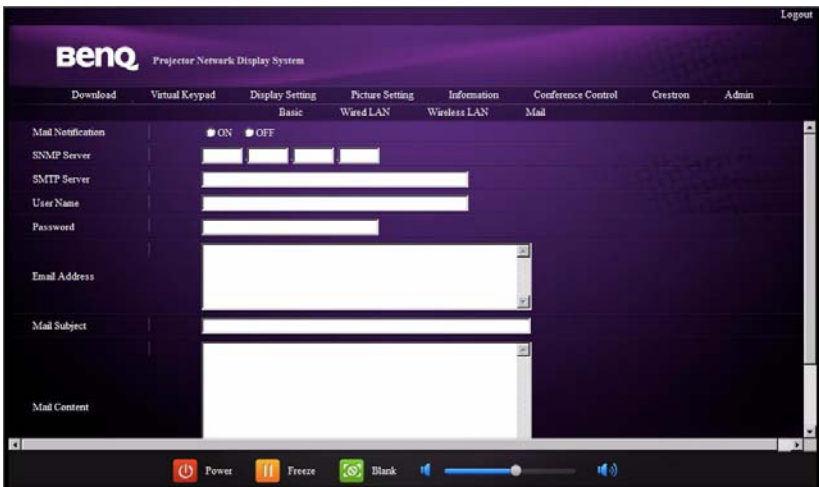 Logout
BenQ Projector Network Display System
Download Virtual Keypad Display Setting Picture Setting Information Conference Control Crestron Admin
Basic Wired LAN Wireless LAN Mail
Mail Notification ON OFF
SNMP Server . . .
SMTP Server
User Name
Password
Email Address
Mail Subject
Mail Content
Power Freeze Blank